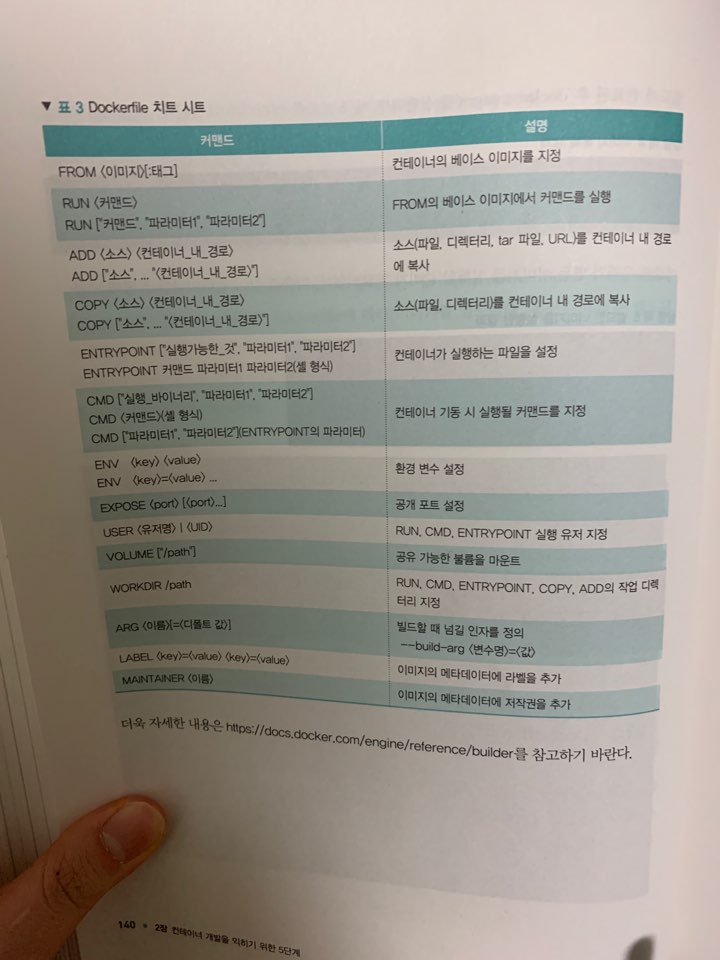 ▼ 표 3 Dockerfile 치트 시트
커맨드 설명
FROM 〈이미지〉[:태그] 컨테이너의 베이스 이미지를 지정
RUN 〈커맨드〉
RUN ["커맨드", "파라미터1", "파라미터2"]
FROM의 베이스 이미지에서 커맨드를 실행
ADD 〈소스〉 〈컨테이너_내_경로〉
ADD ["소스", ... "〈컨테이너_내_경로〉"]
소스(파일, 디렉터리, tar 파일, URL)를 컨테이너 내 경로
에 복사
COPY 〈소스〉 〈컨테이너_내_경로〉
COPY ["소스", ... "〈컨테이너_내_경로〉"]
소스(파일, 디렉터리)를 컨테이너 내 경로에 복사
ENTRYPOINT ["실행가능한_것", "파라미터1", "파라미터2"]
ENTRYPOINT 커맨드 파라미터1 파라미터2(셸 형식)
컨테이너가 실행하는 파일을 설정
CMD ["실행_바이너리", "파라미터1", "파라미터2"]
CMD 〈커맨드〉(셸 형식)
CMD ["파라미터1", "파라미터2"](ENTRYPOINT의 파라미터)
컨테이너 기동 시 실행될 커맨드를 지정
ENV 〈key〉 〈value〉
ENV 〈key〉=〈value〉 ...
환경 변수 설정
EXPOSE 〈port〉 [〈port〉...] 공개 포트 설정
USER 〈유저명〉 | 〈UID〉 RUN, CMD, ENTRYPOINT 실행 유저 지정
VOLUME ["/path"] 공유 가능한 볼륨을 마운트
WORKDIR /path
RUN, CMD, ENTRYPOINT, COPY, ADD의 작업 디렉
터리 지정
ARG 〈이름〉[=〈디폴트 값〉]
빌드할 때 넘길 인자를 정의
--build-arg 〈변수명〉=〈값〉
LABEL 〈key〉=〈value〉 〈key〉=〈value〉 이미지의 메타데이터에 라벨을 추가
MAINTAINER 〈이름〉 이미지의 메타데이터에 저작권을 추가
더욱 자세한 내용은 https://docs.docker.com/engine/reference/builder를 참고하기 바란다.
140 • 2장 컨테이너 개발을 익히기 위한 5단계